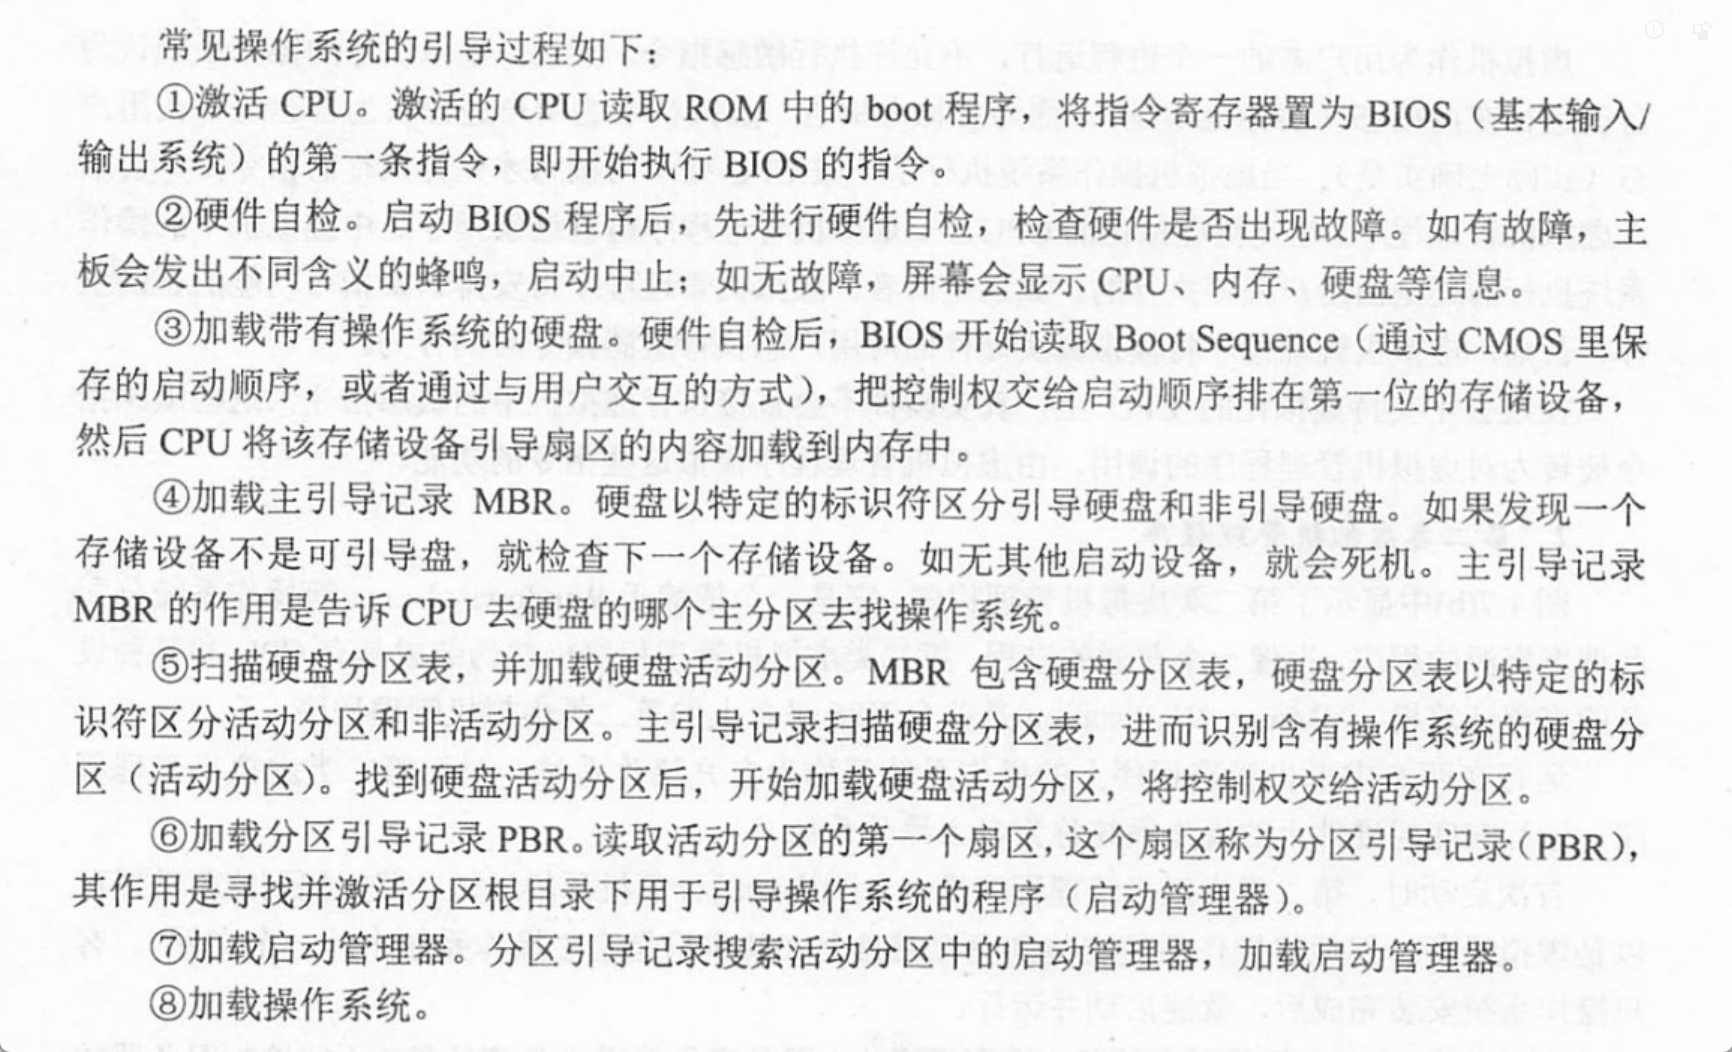 常见操作系统的引导过程如下：
①激活 CPU。激活的 CPU 读取 ROM 中的 boot 程序，将指令寄存器置为 BIOS（基本输入/
输出系统）的第一条指令，即开始执行 BIOS 的指令。
②硬件自检。启动 BIOS 程序后，先进行硬件自检，检查硬件是否出现故障。如有故障，主
板会发出不同含义的蜂鸣，启动中止；如无故障，屏幕会显示 CPU、内存、硬盘等信息。
③加载带有操作系统的硬盘。硬件自检后，BIOS 开始读取 Boot Sequence（通过 CMOS 里保
存的启动顺序，或者通过与用户交互的方式），把控制权交给启动顺序排在第一位的存储设备，
然后 CPU 将该存储设备引导扇区的内容加载到内存中。
④加载主引导记录 MBR。硬盘以特定的标识符区分引导硬盘和非引导硬盘。如果发现一个
存储设备不是可引导盘，就检查下一个存储设备。如无其他启动设备，就会死机。主引导记录
MBR 的作用是告诉 CPU 去硬盘的哪个主分区去找操作系统。
⑤扫描硬盘分区表，并加载硬盘活动分区。MBR 包含硬盘分区表，硬盘分区表以特定的标
识符区分活动分区和非活动分区。主引导记录扫描硬盘分区表，进而识别含有操作系统的硬盘分
区（活动分区）。找到硬盘活动分区后，开始加载硬盘活动分区，将控制权交给活动分区。
⑥加载分区引导记录 PBR。读取活动分区的第一个扇区，这个扇区称为分区引导记录（PBR），
其作用是寻找并激活分区根目录下用于引导操作系统的程序（启动管理器）。
⑦加载启动管理器。分区引导记录搜索活动分区中的启动管理器，加载启动管理器。
⑧加载操作系统。